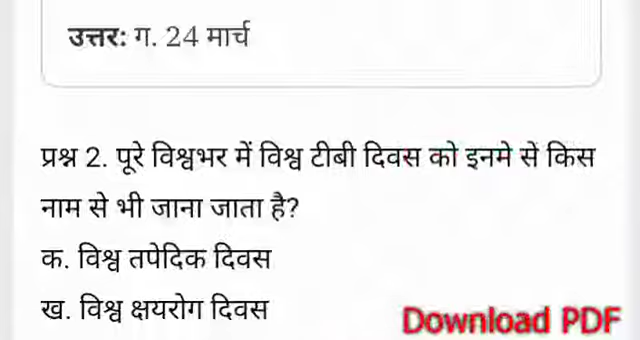 उत्तर: ग. 24 मार्च
प्रश्न 2. पूरे विश्वभर में विश्व टीबी दिवस को इनमे से किस
नाम से भी जाना जाता है?
क. विश्व तपेदिक दिवस
ख. विश्व क्षयरोग दिवस
Download PDF